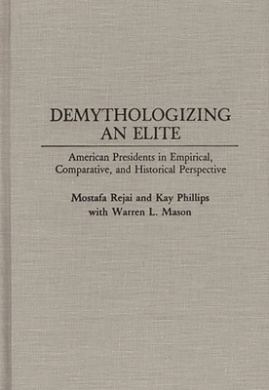 DEMYTHOLOGIZING
AN ELITE
American Presidents in Empirical,
Comparative, and Historical Perspective
Mostafa Rejai and Kay Phillips
with Warren L. Mason